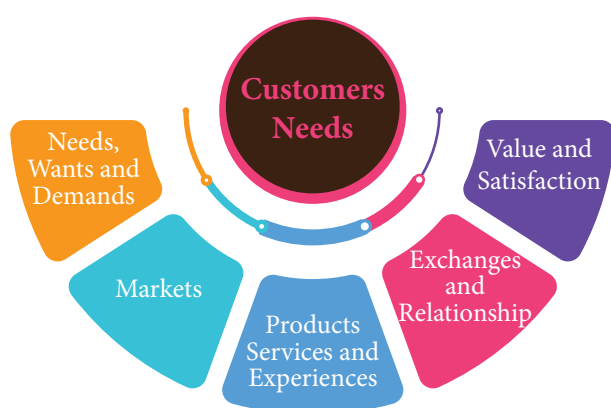 Customers
Needs
Needs,
Wants and
Demands
Markets
Products
Services and
Experiences
Exchanges
and
Relationship
Value and
Satisfaction